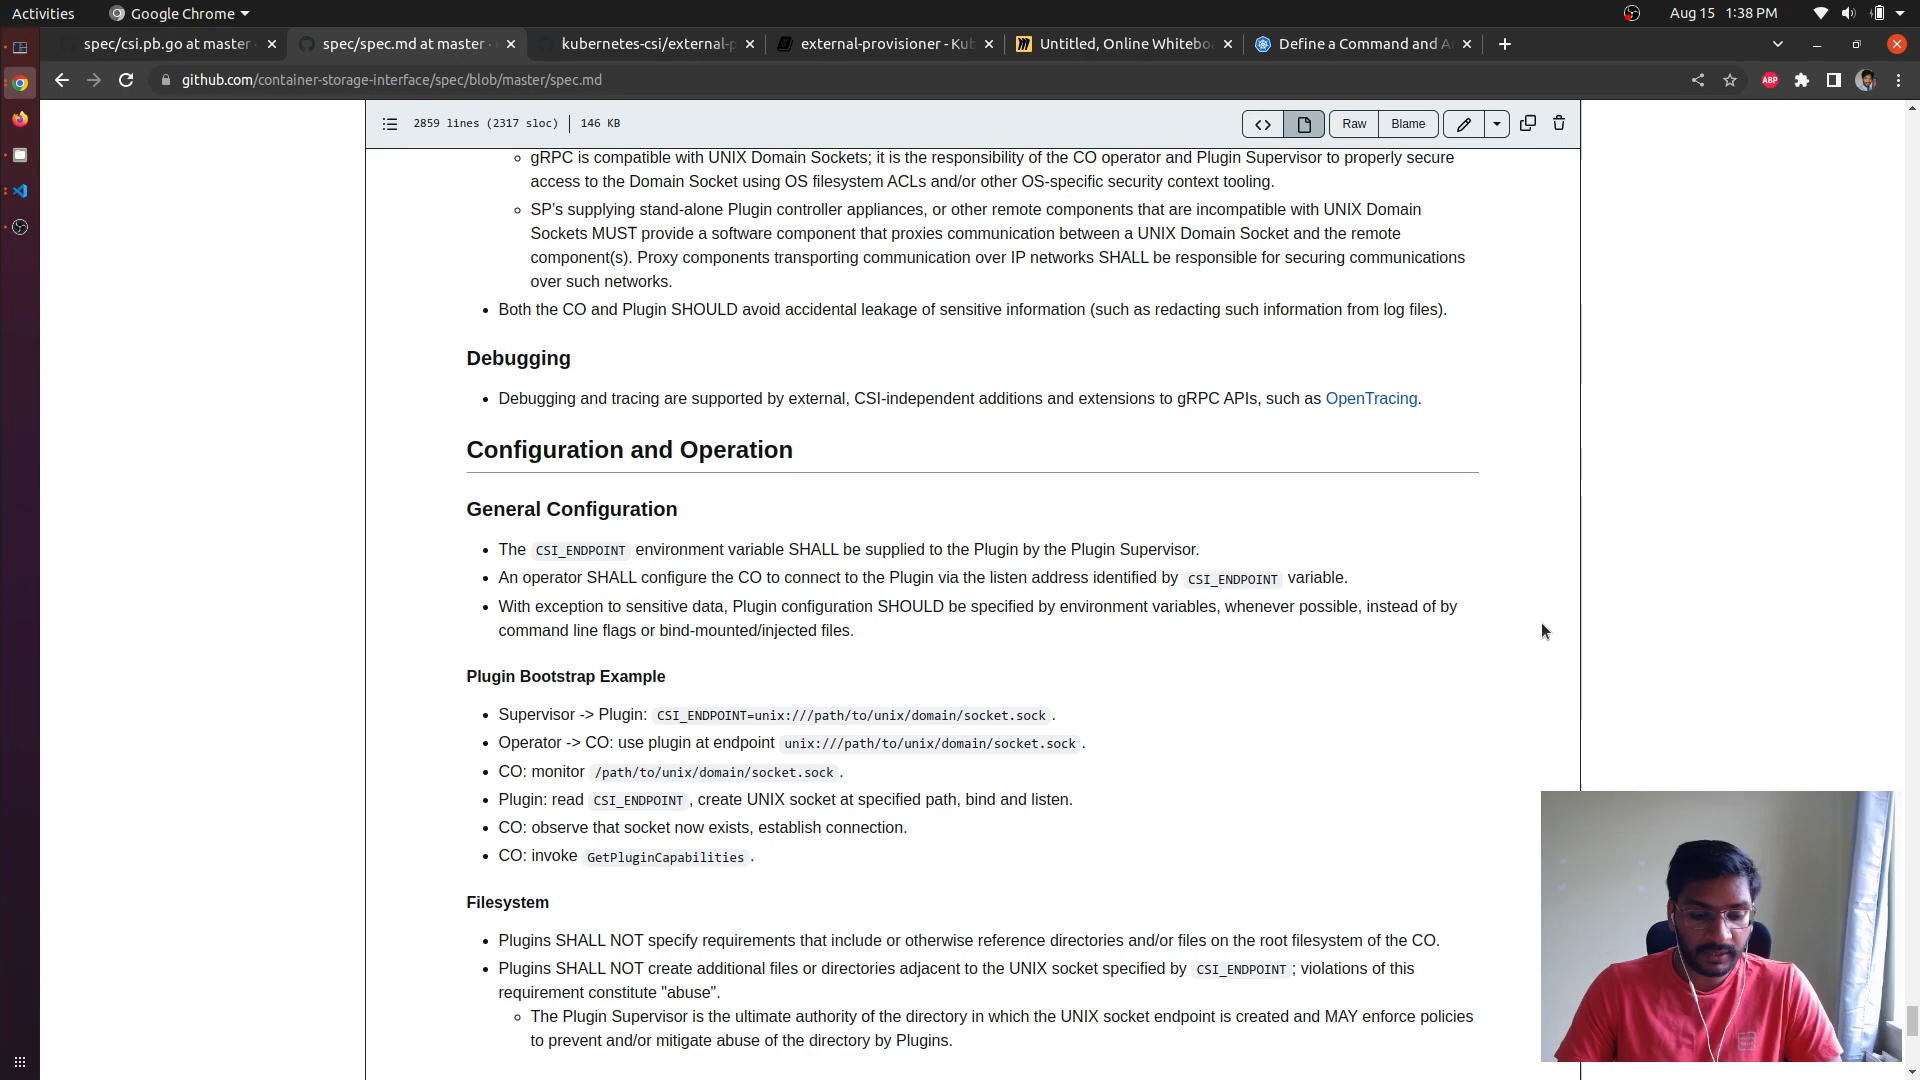 Activities
Google Chrome
Aug 15 1:38 PM
spec/csi.pb.go at master
spec/spec.md at master ·
kubernetes-csi/external-p
external-provisioner - Kub
Untitled, Online Whitebo
Define a Command and A
github.com/container-storage-interface/spec/blob/master/spec.md
ABP
2859 lines (2317 sloc) 146 KB
Raw Blame
gRPC is compatible with UNIX Domain Sockets; it is the responsibility of the CO operator and Plugin Supervisor to properly secure
access to the Domain Socket using OS filesystem ACLs and/or other OS-specific security context tooling.
SP's supplying stand-alone Plugin controller appliances, or other remote components that are incompatible with UNIX Domain
Sockets MUST provide a software component that proxies communication between a UNIX Domain Socket and the remote
component(s). Proxy components transporting communication over IP networks SHALL be responsible for securing communications
over such networks.
Both the CO and Plugin SHOULD avoid accidental leakage of sensitive information (such as redacting such information from log files).
Debugging
Debugging and tracing are supported by external, CSI-independent additions and extensions to gRPC APIs, such as OpenTracing.
Configuration and Operation
General Configuration
The CSI_ENDPOINT environment variable SHALL be supplied to the Plugin by the Plugin Supervisor.
An operator SHALL configure the CO to connect to the Plugin via the listen address identified by CSI_ENDPOINT variable.
With exception to sensitive data, Plugin configuration SHOULD be specified by environment variables, whenever possible, instead of by
command line flags or bind-mounted/injected files.
Plugin Bootstrap Example
Supervisor -> Plugin: CSI_ENDPOINT=unix:///path/to/unix/domain/socket.sock .
Operator -> CO: use plugin at endpoint unix:///path/to/unix/domain/socket.sock .
CO: monitor /path/to/unix/domain/socket.sock .
Plugin: read CSI_ENDPOINT , create UNIX socket at specified path, bind and listen.
CO: observe that socket now exists, establish connection.
CO: invoke GetPluginCapabilities .
Filesystem
Plugins SHALL NOT specify requirements that include or otherwise reference directories and/or files on the root filesystem of the CO.
Plugins SHALL NOT create additional files or directories adjacent to the UNIX socket specified by CSI_ENDPOINT ; violations of this
requirement constitute "abuse".
The Plugin Supervisor is the ultimate authority of the directory in which the UNIX socket endpoint is created and MAY enforce policies
to prevent and/or mitigate abuse of the directory by Plugins.